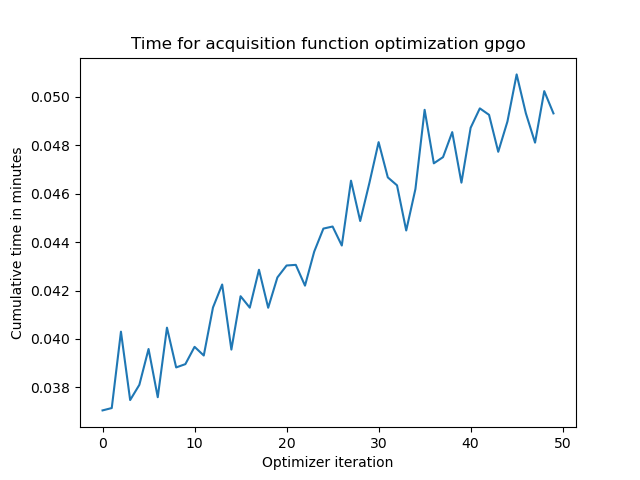 Time for acquisition function optimization gpgo
Cumulative time in minutes
0.050
0.048
0.046
0.044
0.042
0.040
0.038
0 10 20 30 40 50
Optimizer iteration